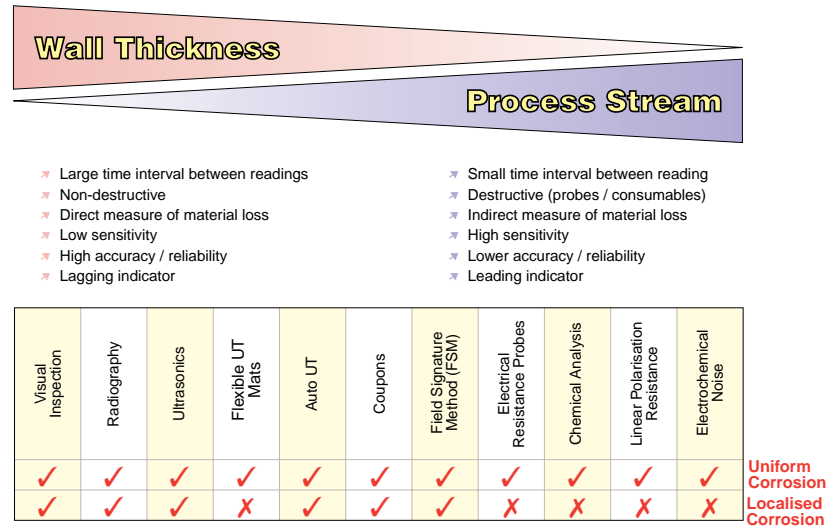 Wall Thickness
Process Stream
Large time interval between readings
Non-destructive
Direct measure of material loss
Low sensitivity
High accuracy / reliability
Lagging indicator
Small time interval between reading
Destructive (probes / consumables)
Indirect measure of material loss
High sensitivity
Lower accuracy / reliability
Leading indicator
Visual
Inspection
Radiography
Ultrasonics
Flexible UT
Mats
Auto UT
Coupons
Field Signature
Method (FSM)
Electrical
Resistance Probes
Chemical Analysis
Linear Polarisation
Resistance
Electrochemical
Noise
✓ ✓ ✓ ✓ ✓ ✓ ✓ ✓ ✓ ✓ ✓ Uniform
Corrosion
✓ ✓ ✓ ✗ ✓ ✓ ✓ ✗ ✗ ✗ ✗ Localised
Corrosion